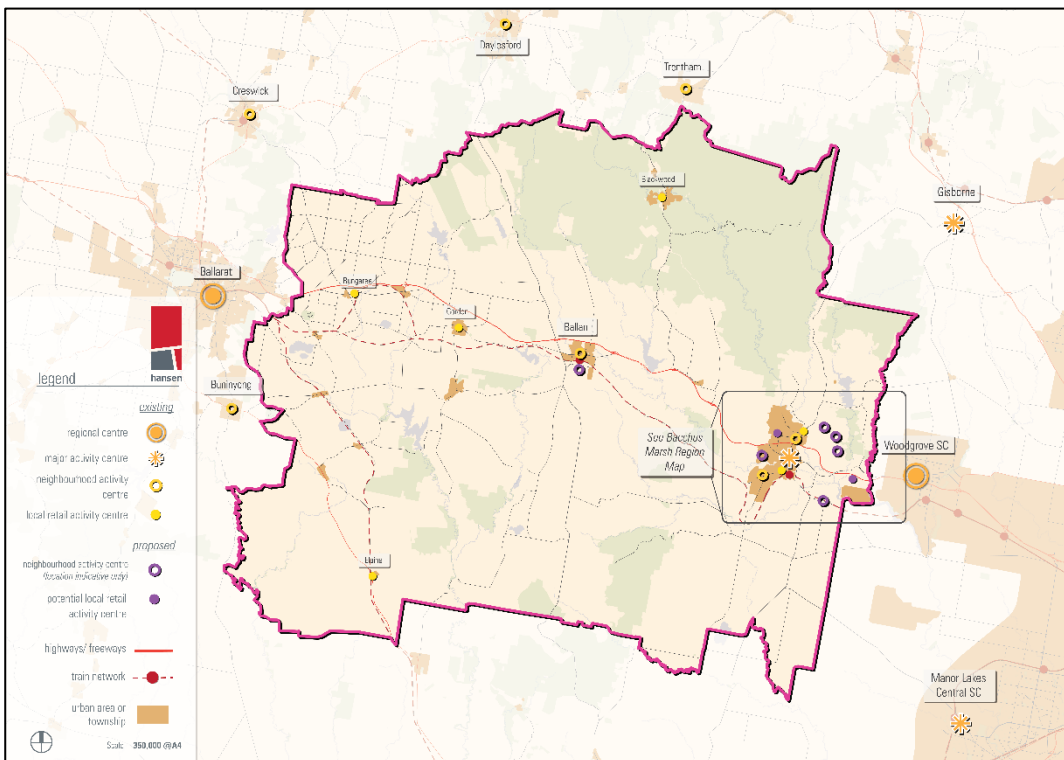 Daylesford
Trentham
Creswick
Blackwood
Gisborne
Ballarat
Bungaree
Gordon
Ballan
Buninyong
See Bacchus
Marsh Region
Map
Woodgrove SC
Elaine
Manor Lakes
Central SC
hansen
legend
existing
regional centre
major activity centre
neighbourhood activity
centre
local retail activity centre
proposed
neighbourhood activity centre
(location indicative only)
potential local retail
activity centre
highways/ freeways
train network
urban area or
township
Scale 350,000 @A4